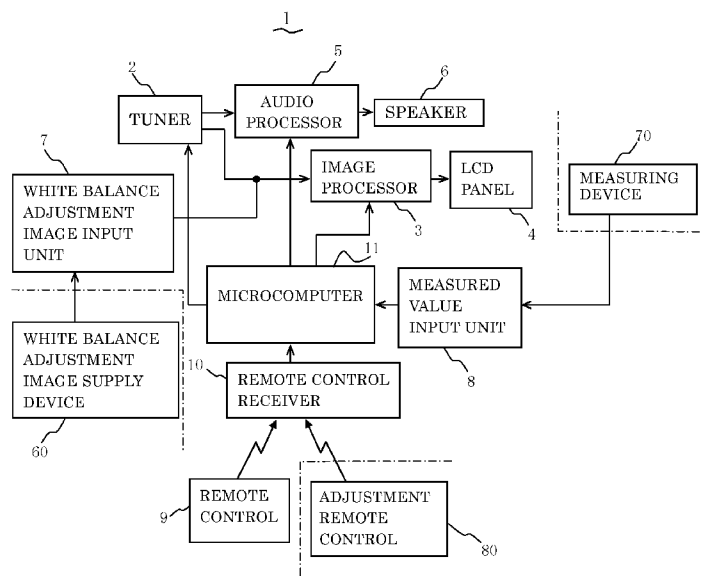 1
5
2
6
AUDIO
PROCESSOR
TUNER
SPEAKER
7
70
WHITE BALANCE
ADJUSTMENT
IMAGE INPUT
UNIT
IMAGE
PROCESSOR
LCD
PANEL
MEASURING
DEVICE
3
4
11
MICROCOMPUTER
MEASURED
VALUE
INPUT UNIT
WHITE BALANCE
ADJUSTMENT
IMAGE SUPPLY
DEVICE
8
10
REMOTE CONTROL
RECEIVER
60
REMOTE
CONTROL
9
ADJUSTMENT
REMOTE
CONTROL
80